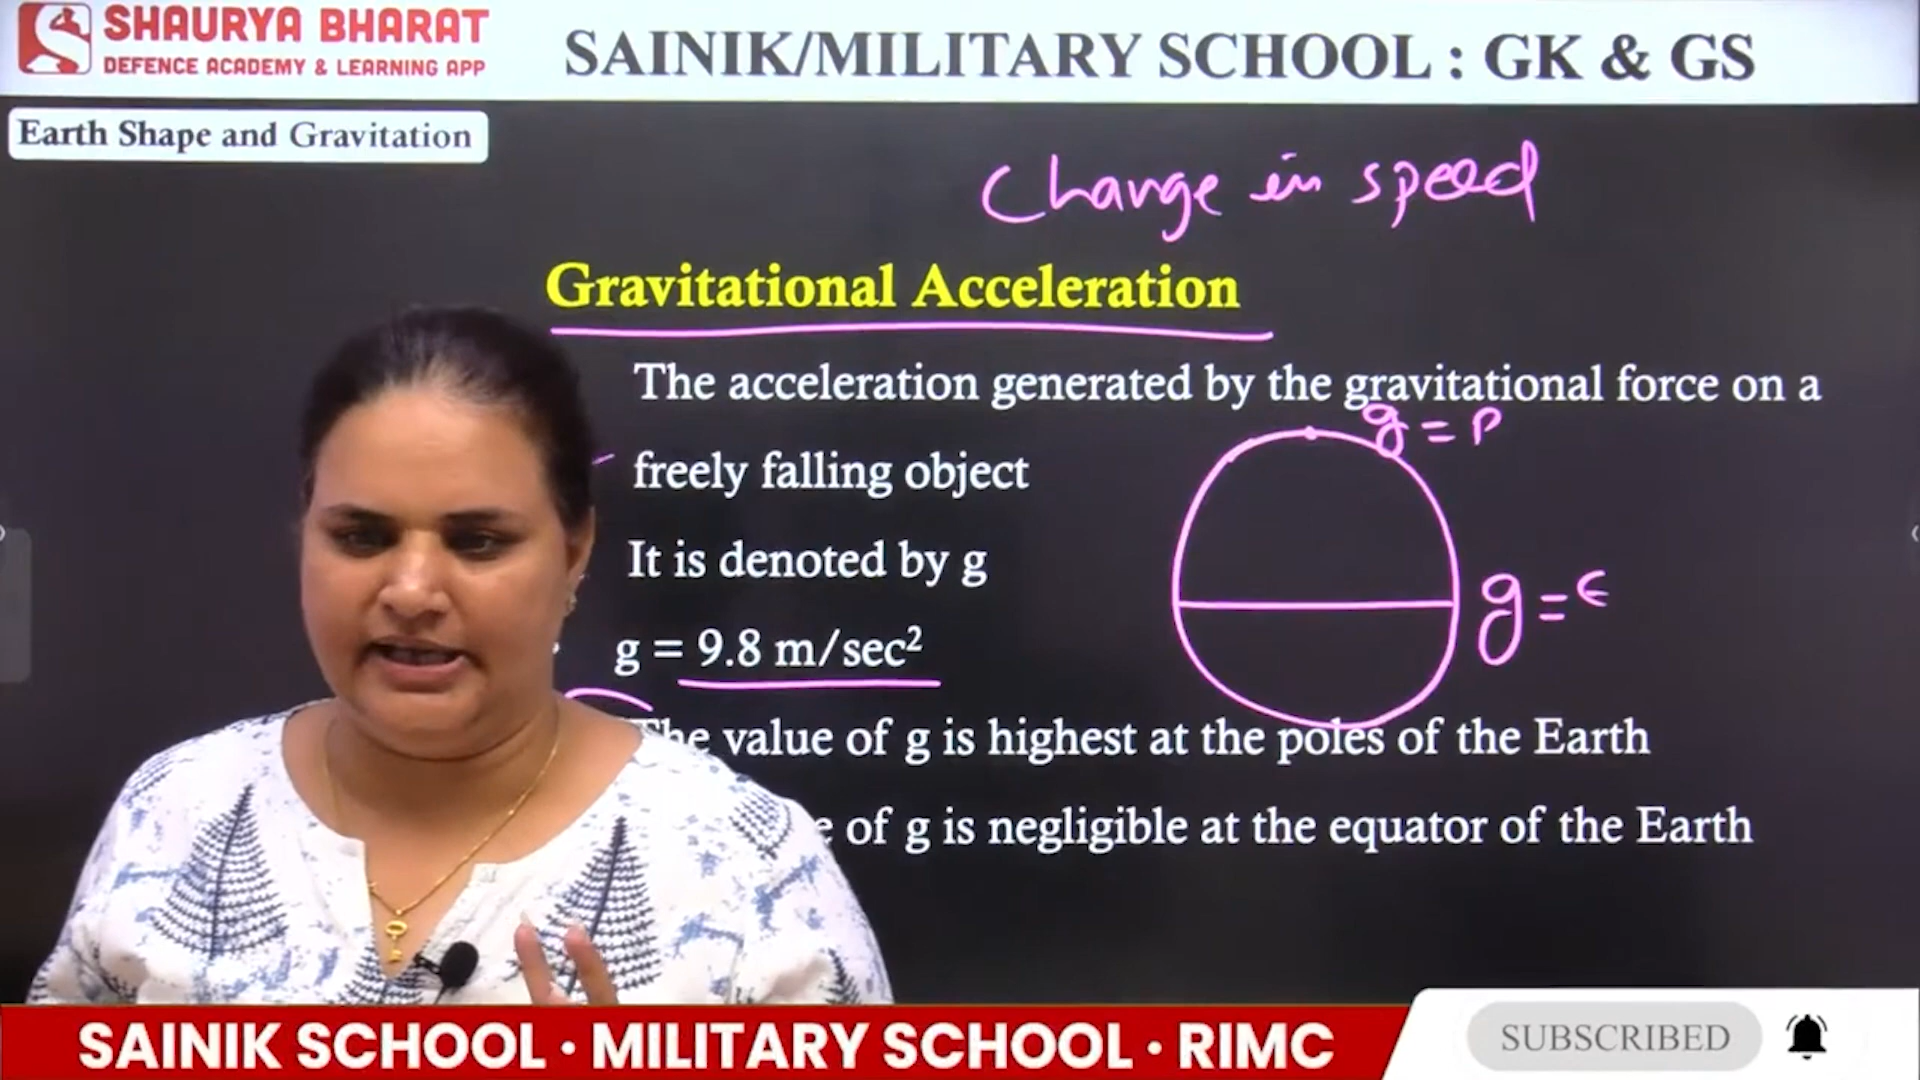 SHAURYA BHARAT
DEFENCE ACADEMY & LEARNING APP
SAINIK/MILITARY SCHOOL : GK & GS
Earth Shape and Gravitation
Change in speed
Gravitational Acceleration
The acceleration generated by the gravitational force on a
g = P
freely falling object
It is denoted by g
g = E
g = 9.8 m/sec²
The value of g is highest at the poles of the Earth
of g is negligible at the equator of the Earth
SAINIK SCHOOL · MILITARY SCHOOL · RIMC
SUBSCRIBED